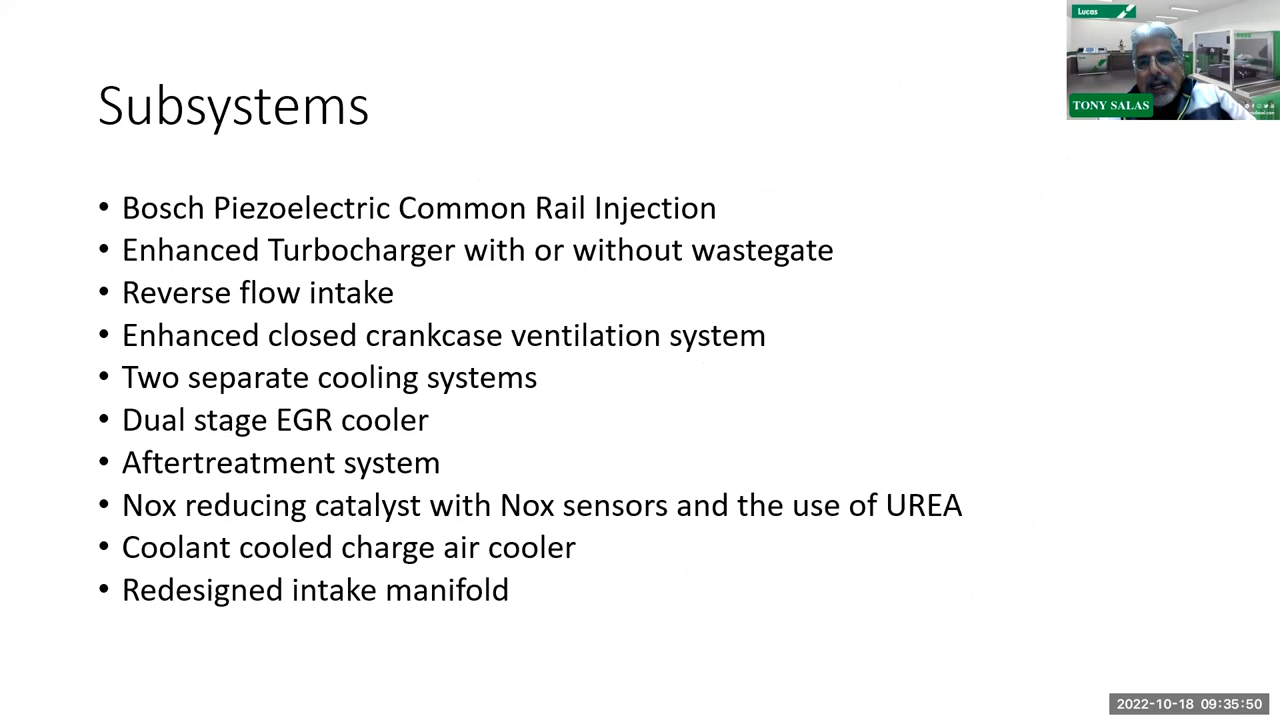 Lucas
TONY SALAS
Subsystems
• Bosch Piezoelectric Common Rail Injection
• Enhanced Turbocharger with or without wastegate
• Reverse flow intake
• Enhanced closed crankcase ventilation system
• Two separate cooling systems
• Dual stage EGR cooler
• Aftertreatment system
• Nox reducing catalyst with Nox sensors and the use of UREA
• Coolant cooled charge air cooler
• Redesigned intake manifold
2022-10-18 09:35:50